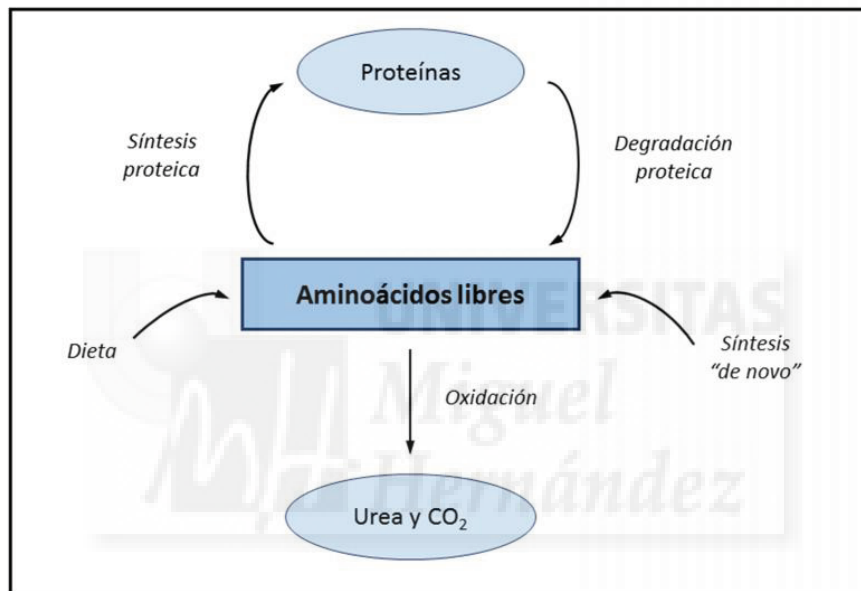 Proteínas
Síntesis
proteica
Degradación
proteica
Aminoácidos libres
UNIVERSITAS
Dieta
Síntesis
“de novo”
Oxidación
Miguel
Hernández
Urea y CO₂